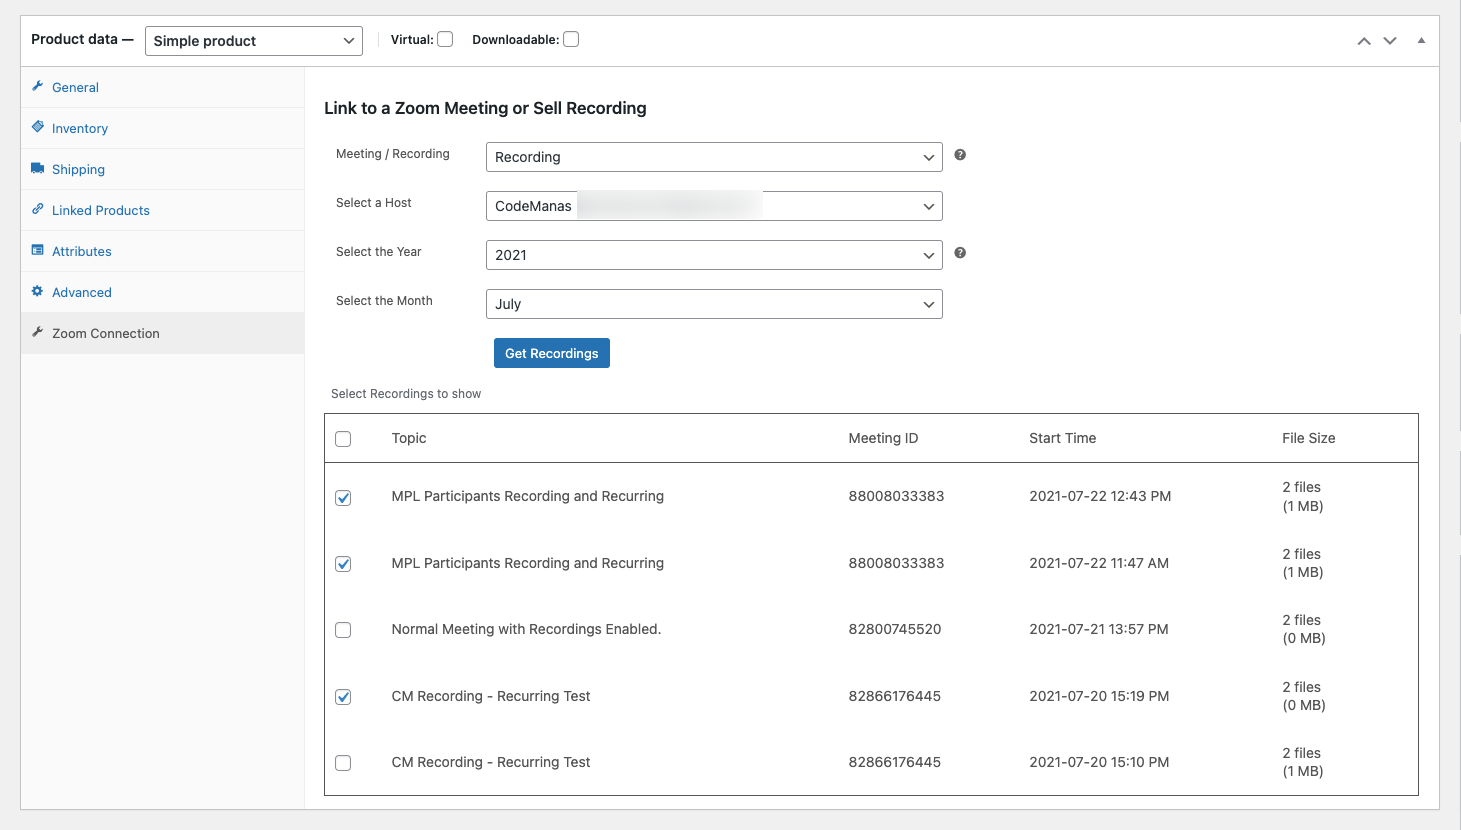 Product data —
Simple product
Virtual:
Downloadable:
General
Inventory
Shipping
Linked Products
Attributes
Advanced
Zoom Connection
Link to a Zoom Meeting or Sell Recording
Meeting / Recording
Recording
?
Select a Host
CodeManas
Select the Year
2021
?
Select the Month
July
Get Recordings
Select Recordings to show
Topic Meeting ID Start Time File Size
MPL Participants Recording and Recurring 88008033383 2021-07-22 12:43 PM 2 files
(1 MB)
MPL Participants Recording and Recurring 88008033383 2021-07-22 11:47 AM 2 files
(1 MB)
Normal Meeting with Recordings Enabled. 82800745520 2021-07-21 13:57 PM 2 files
(0 MB)
CM Recording - Recurring Test 82866176445 2021-07-20 15:19 PM 2 files
(0 MB)
CM Recording - Recurring Test 82866176445 2021-07-20 15:10 PM 2 files
(1 MB)